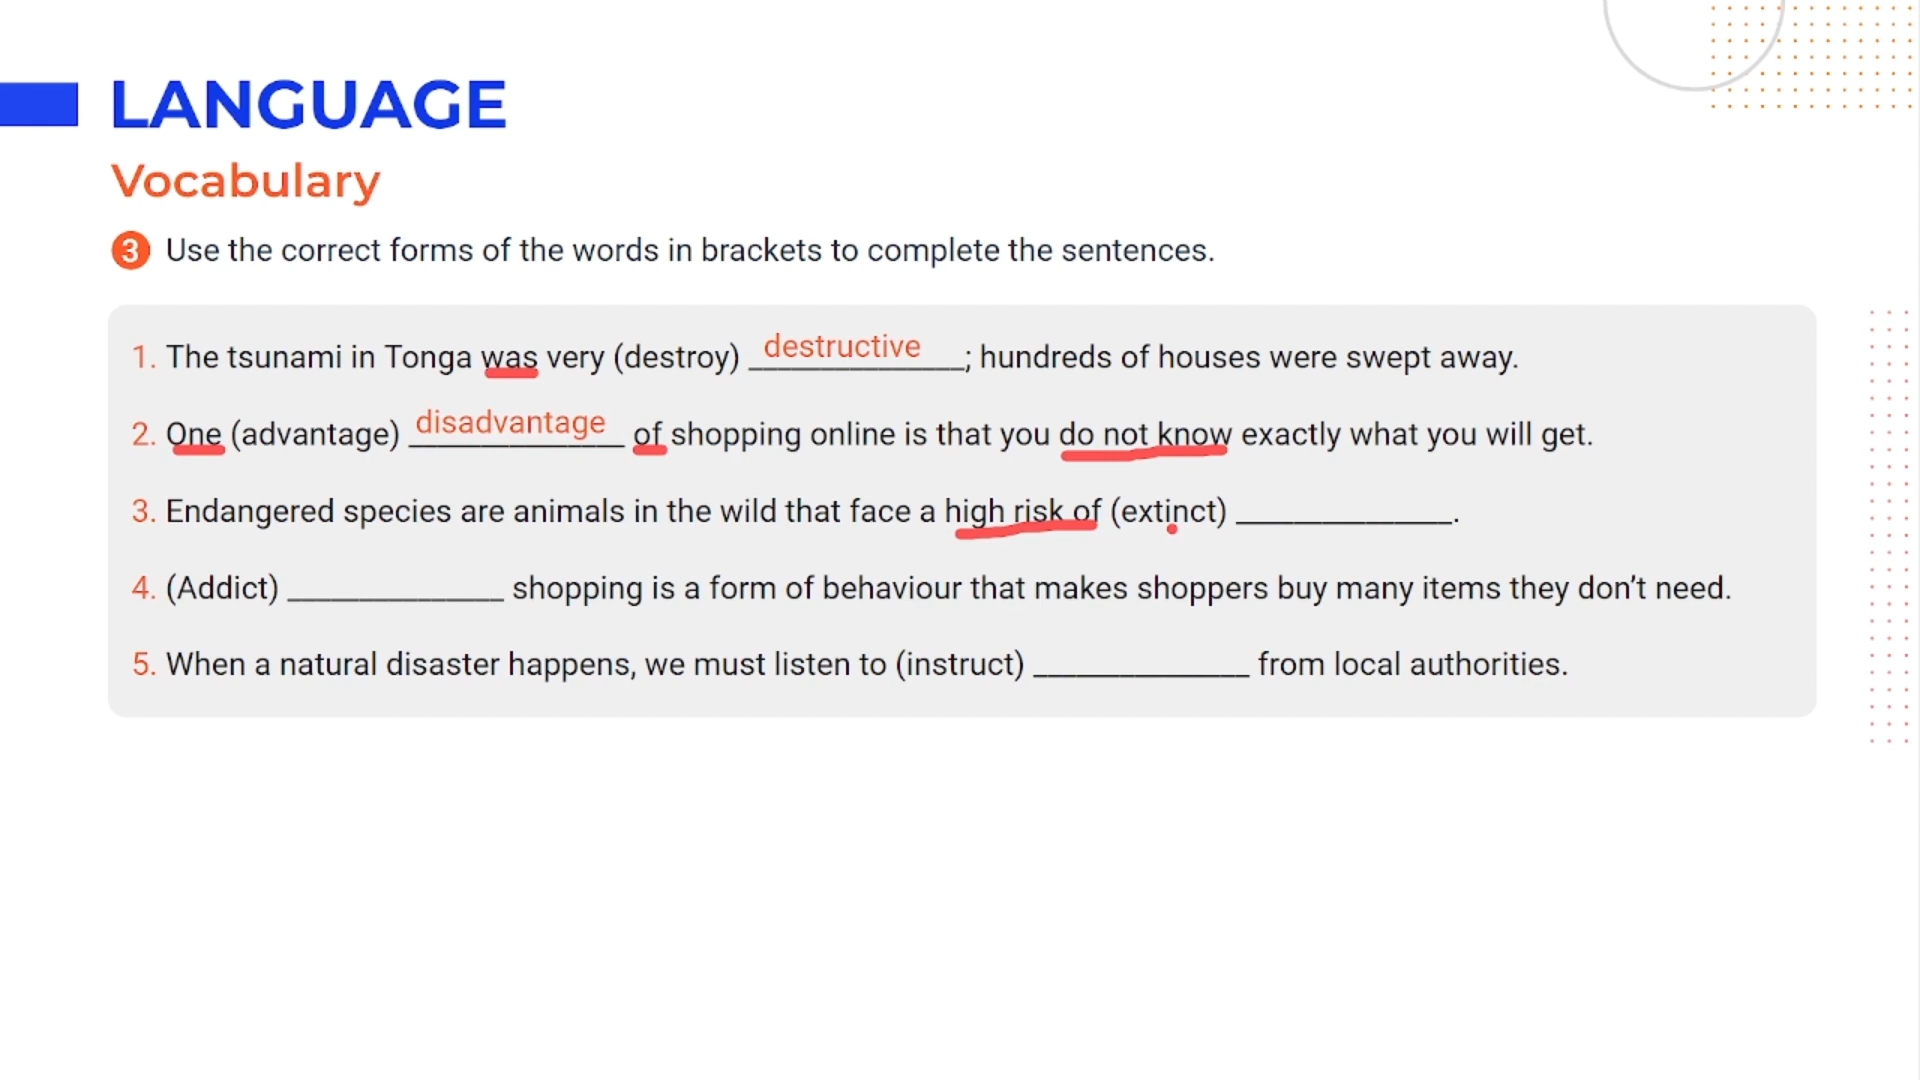 LANGUAGE
Vocabulary
3 Use the correct forms of the words in brackets to complete the sentences.
1. The tsunami in Tonga was very (destroy) destructive; hundreds of houses were swept away.
2. One (advantage) disadvantage of shopping online is that you do not know exactly what you will get.
3. Endangered species are animals in the wild that face a high risk of (extinct) _______________.
4. (Addict) _______________ shopping is a form of behaviour that makes shoppers buy many items they don't need.
5. When a natural disaster happens, we must listen to (instruct) _______________ from local authorities.